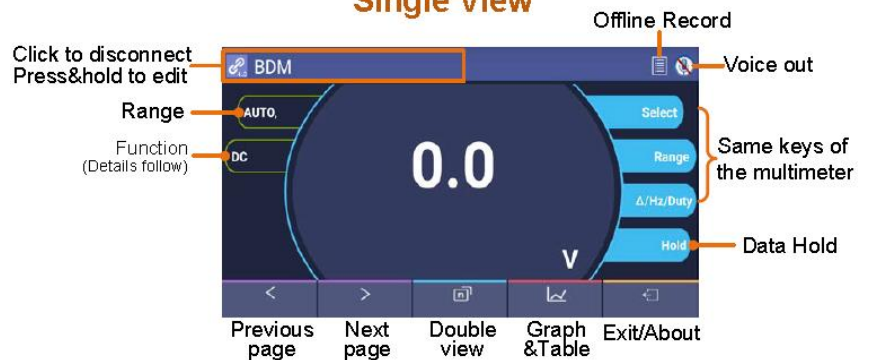 Single View
Offline Record
Click to disconnect
Press&hold to edit
BDM
Voice out
Range
AUTO,
Select
Function
(Details follow)
DC
0.0
Range
Same keys of
the multimeter
Δ/Hz/Duty
V
Hold
Data Hold
Previous
page
Next
page
Double
view
Graph
&Table
Exit/About